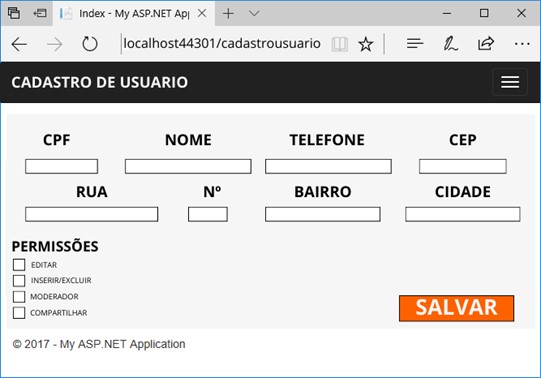 Index - My ASP.NET Appl
localhost44301/cadastrousuario
CADASTRO DE USUARIO
CPF NOME TELEFONE CEP
RUA Nº BAIRRO CIDADE
PERMISSÕES
EDITAR
INSERIR/EXCLUIR
MODERADOR
COMPARTILHAR
SALVAR
© 2017 - My ASP.NET Application